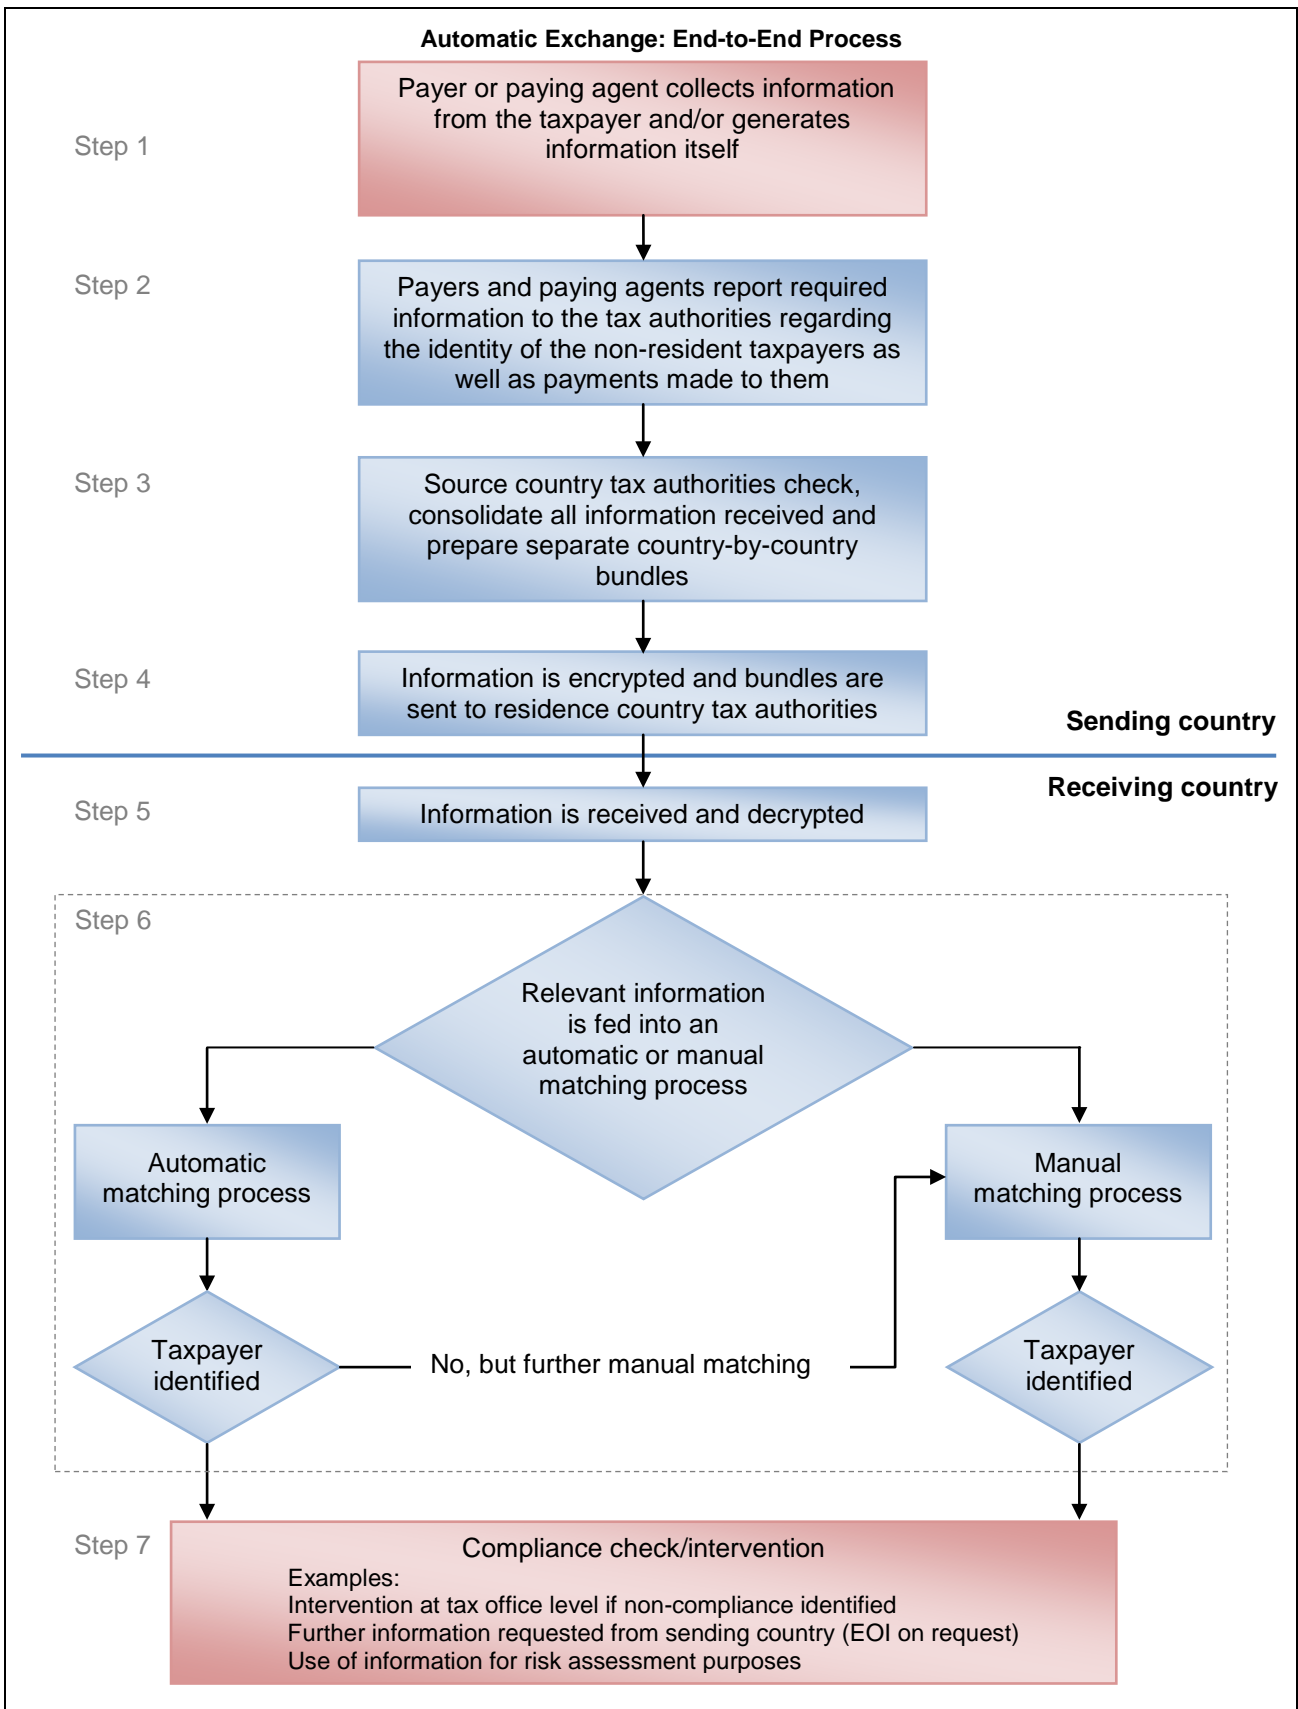 Automatic Exchange: End-to-End Process
Step 1
Payer or paying agent collects information
from the taxpayer and/or generates
information itself
Step 2
Payers and paying agents report required
information to the tax authorities regarding
the identity of the non-resident taxpayers as
well as payments made to them
Step 3
Source country tax authorities check,
consolidate all information received and
prepare separate country-by-country
bundles
Step 4
Information is encrypted and bundles are
sent to residence country tax authorities
Sending country
Receiving country
Step 5
Information is received and decrypted
Step 6
Relevant information
is fed into an
automatic or manual
matching process
Automatic
matching process
Manual
matching process
Taxpayer
identified
No, but further manual matching
Taxpayer
identified
Step 7
Compliance check/intervention
Examples:
Intervention at tax office level if non-compliance identified
Further information requested from sending country (EOI on request)
Use of information for risk assessment purposes